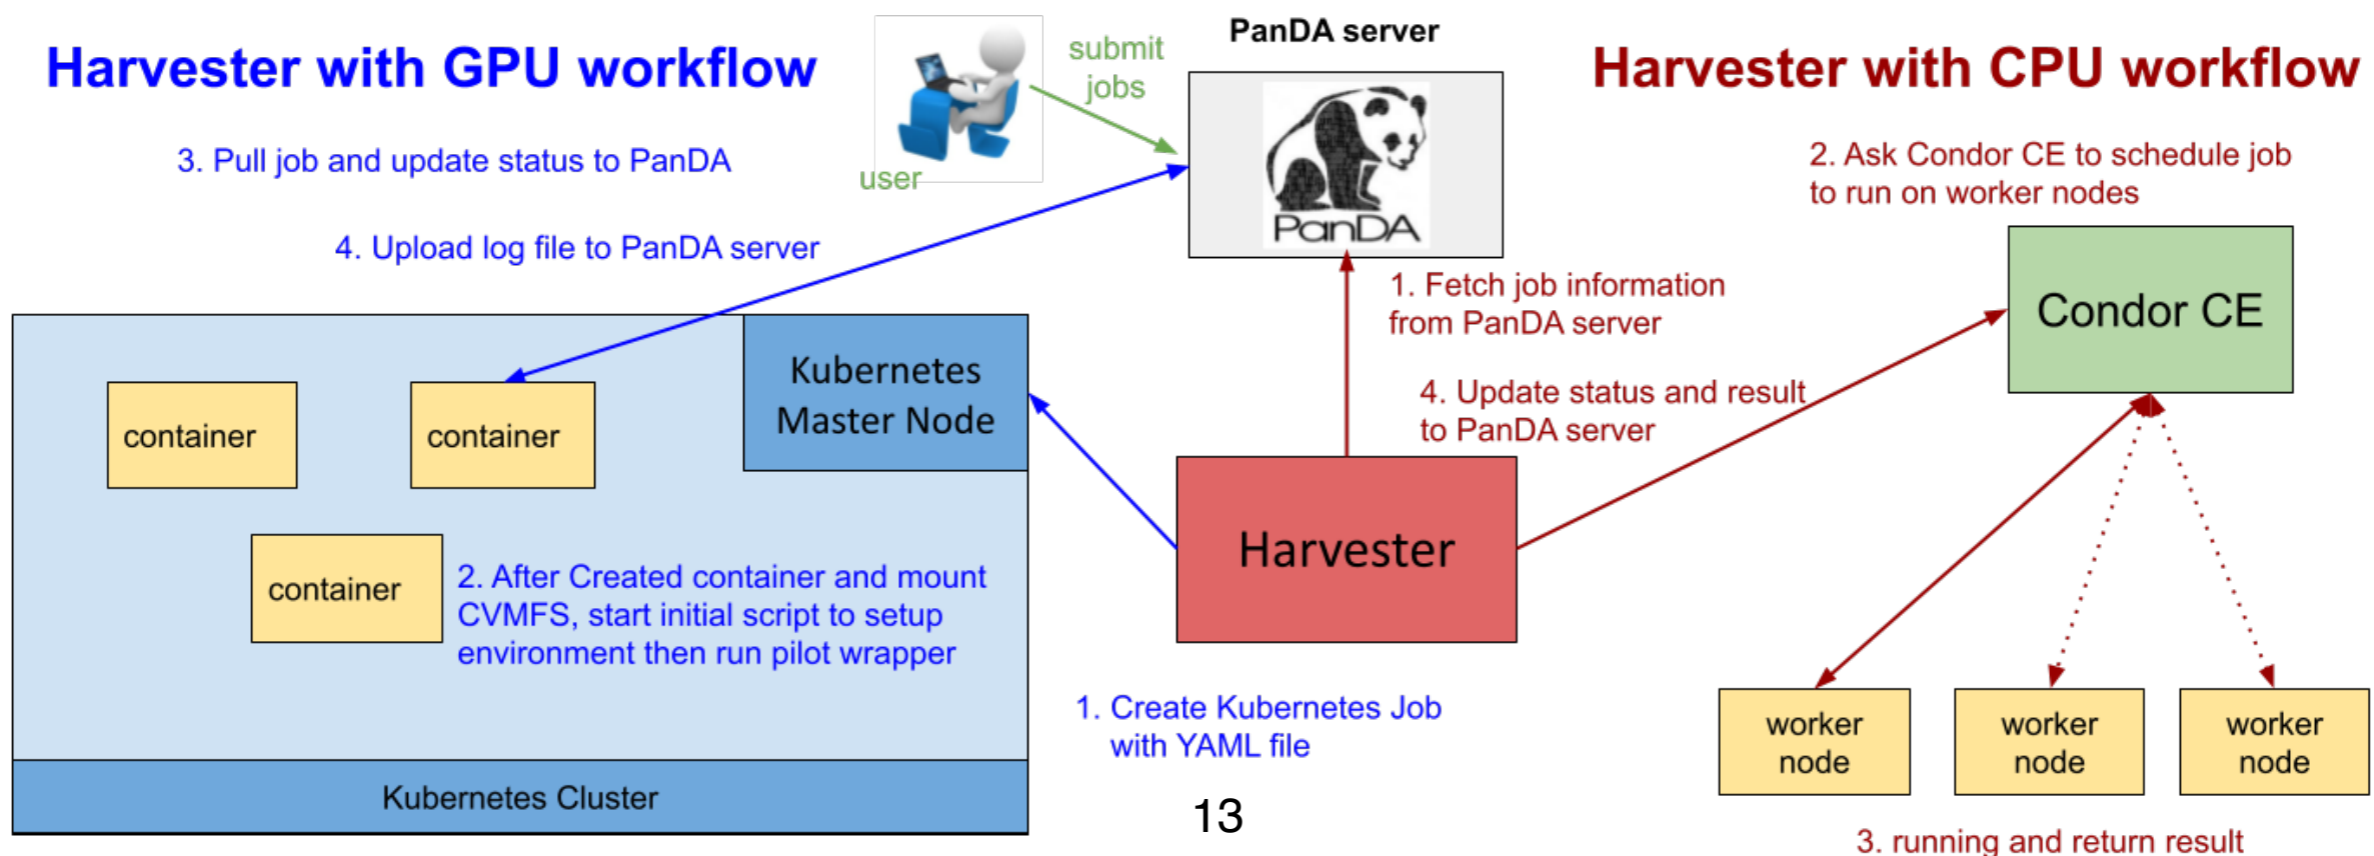 Harvester with GPU workflow
PanDA server
Harvester with CPU workflow
submit
jobs
user
PanDA
3. Pull job and update status to PanDA
4. Upload log file to PanDA server
2. Ask Condor CE to schedule job
to run on worker nodes
1. Fetch job information
from PanDA server
Condor CE
4. Update status and result
to PanDA server
Kubernetes
Master Node
container
container
container
2. After Created container and mount
CVMFS, start initial script to setup
environment then run pilot wrapper
Harvester
1. Create Kubernetes Job
with YAML file
Kubernetes Cluster
worker
node
worker
node
worker
node
3. running and return result
13